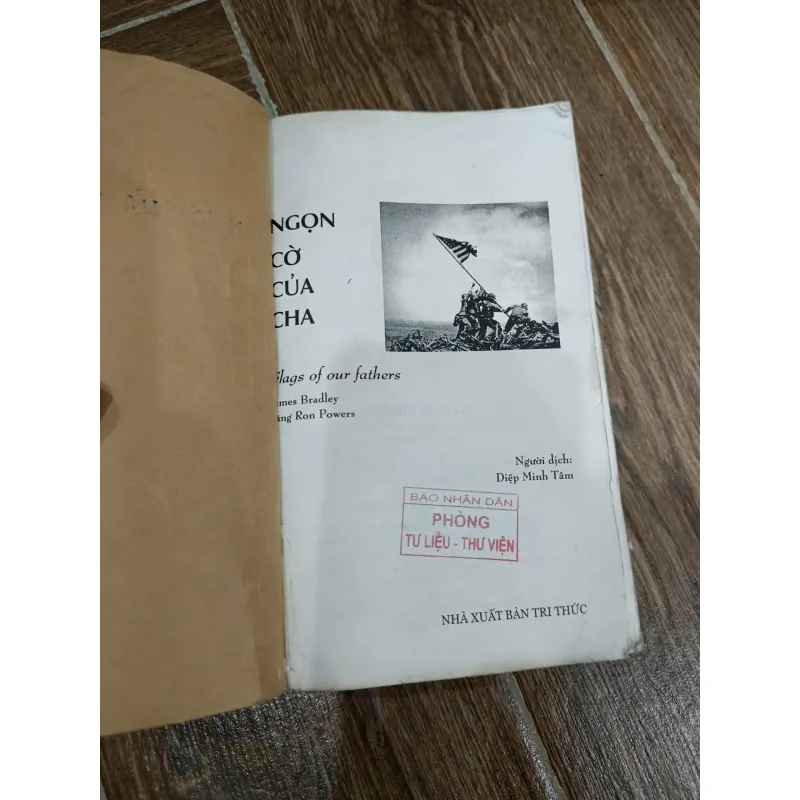 NGỌN
CỜ
CỦA
CHA
Flags of our fathers
ames Bradley
ùng Ron Powers
Người dịch:
Diệp Minh Tâm
BÁO NHÂN DÂN
PHÒNG
TƯ LIỆU - THƯ VIỆN
NHÀ XUẤT BẢN TRI THỨC